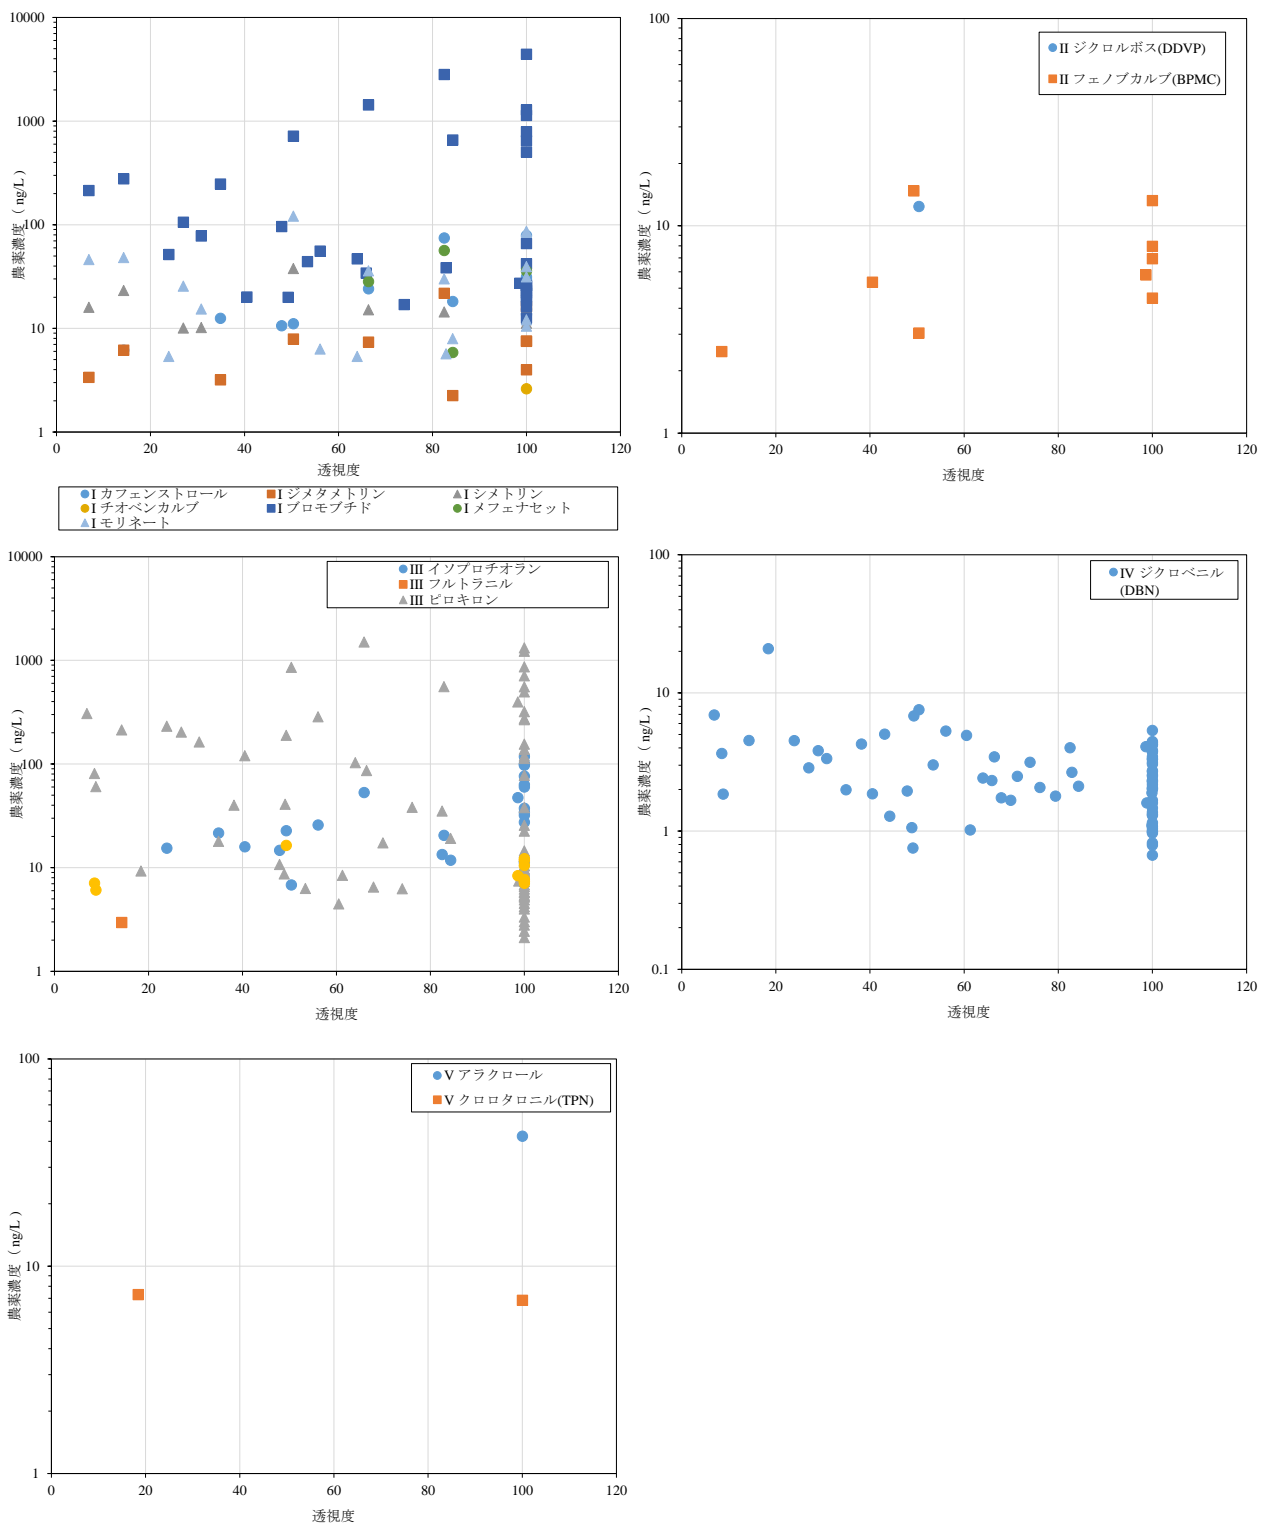 10000
1000
100
10
1
農薬濃度（ ng/L ）
0 20 40 60 80 100 120
透視度
I カフェンストロール I ジメタメトリン I シメトリン
I チオベンカルブ I ブロモブチド I メフェナセット
I モリネート
100
10
1
農薬濃度（ ng/L ）
II ジクロルボス(DDVP)
II フェノブカルブ(BPMC)
0 20 40 60 80 100 120
透視度
10000
1000
100
10
1
農薬濃度（ ng/L ）
III イソプロチオラン
III フルトラニル
III ピロキロン
0 20 40 60 80 100 120
透視度
100
10
1
0.1
農薬濃度（ ng/L ）
IV ジクロベニル
(DBN)
0 20 40 60 80 100 120
透視度
100
10
1
農薬濃度（ ng/L ）
V アラクロール
V クロロタロニル(TPN)
0 20 40 60 80 100 120
透視度